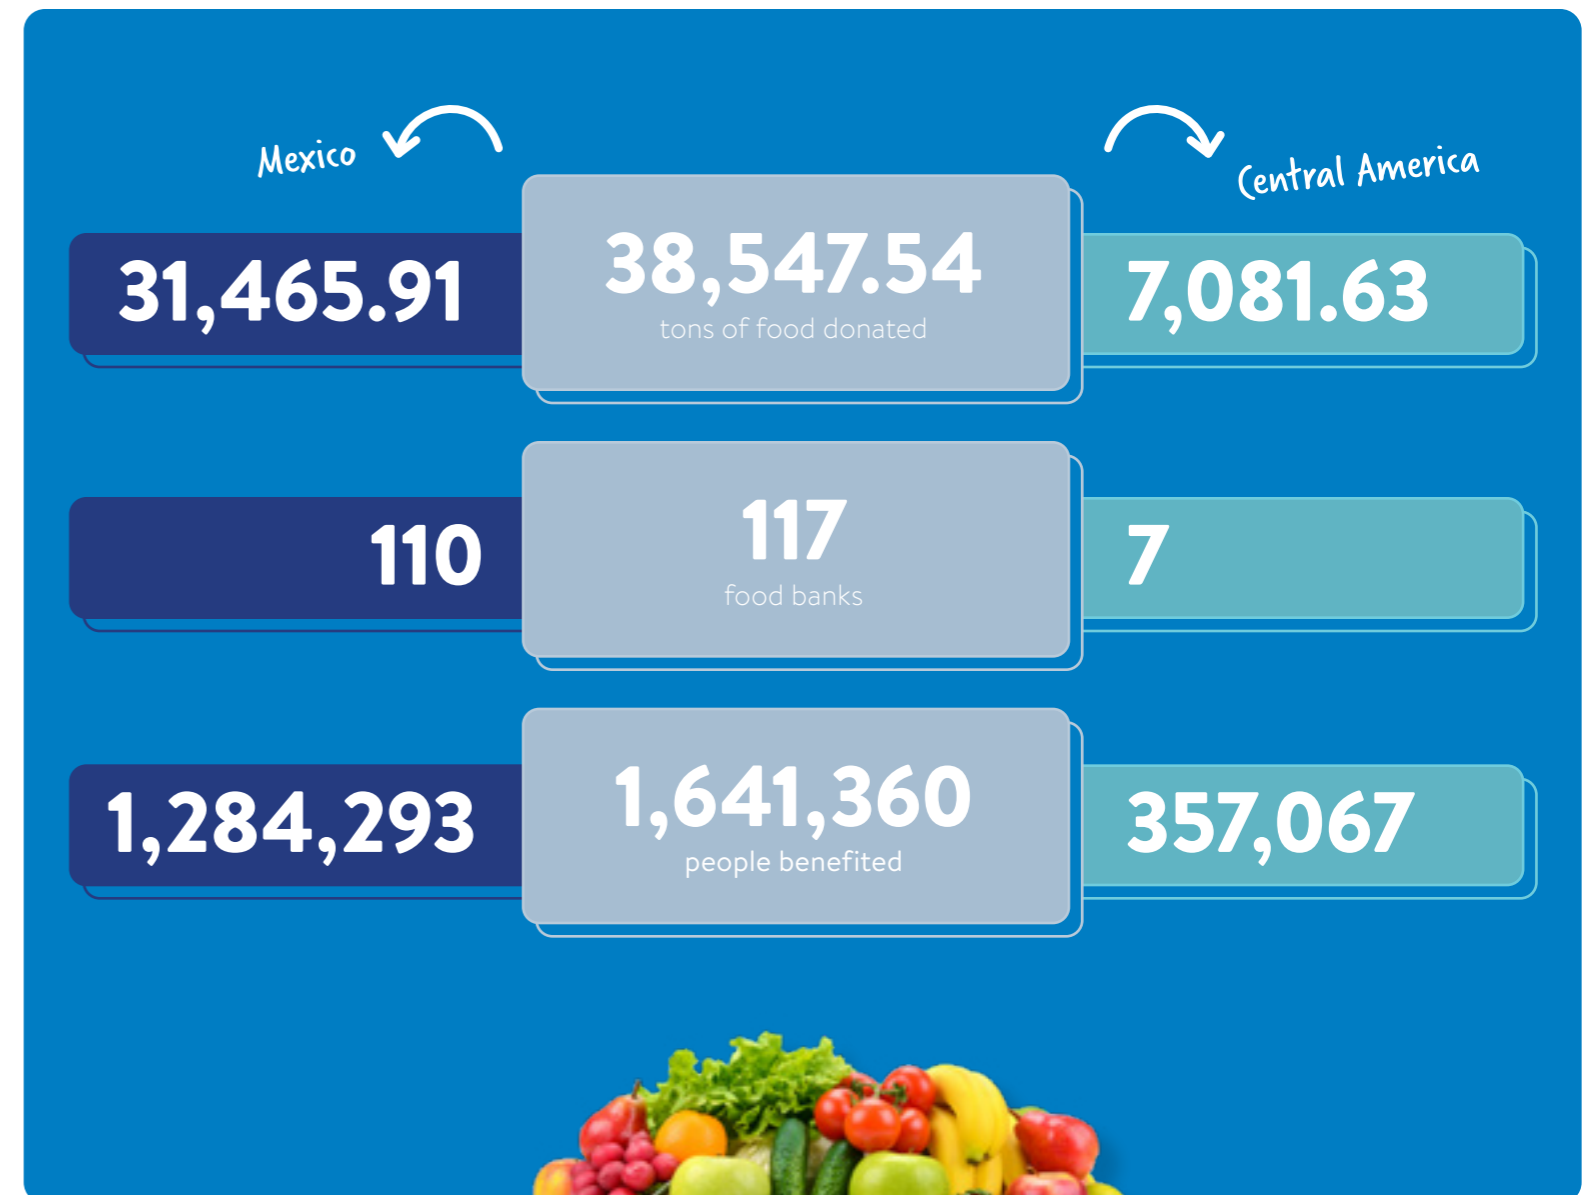 Mexico
Central America
31,465.91
38,547.54
tons of food donated
7,081.63
110
117
food banks
7
1,284,293
1,641,360
people benefited
357,067